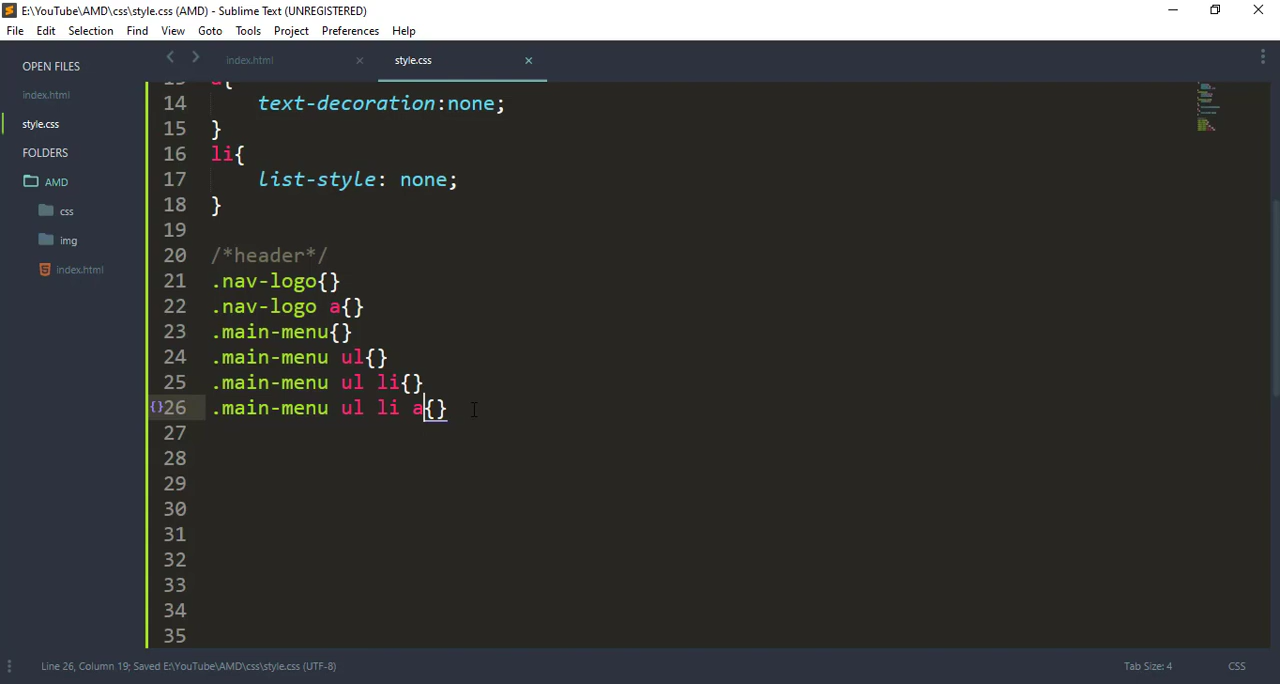 E:\YouTube\AMD\css\style.css (AMD) - Sublime Text (UNREGISTERED)
File Edit Selection Find View Goto Tools Project Preferences Help
OPEN FILES
index.html
style.css
FOLDERS
AMD
css
img
index.html
index.html × style.css ×
a{
14 text-decoration:none;
15 }
16 li{
17 list-style: none;
18 }
19
20 /*header*/
21 .nav-logo{}
22 .nav-logo a{}
23 .main-menu{}
24 .main-menu ul{}
25 .main-menu ul li{}
{}26 .main-menu ul li a{}
27
28
29
30
31
32
33
34
35
Line 26, Column 19; Saved E:\YouTube\AMD\css\style.css (UTF-8) Tab Size: 4 CSS